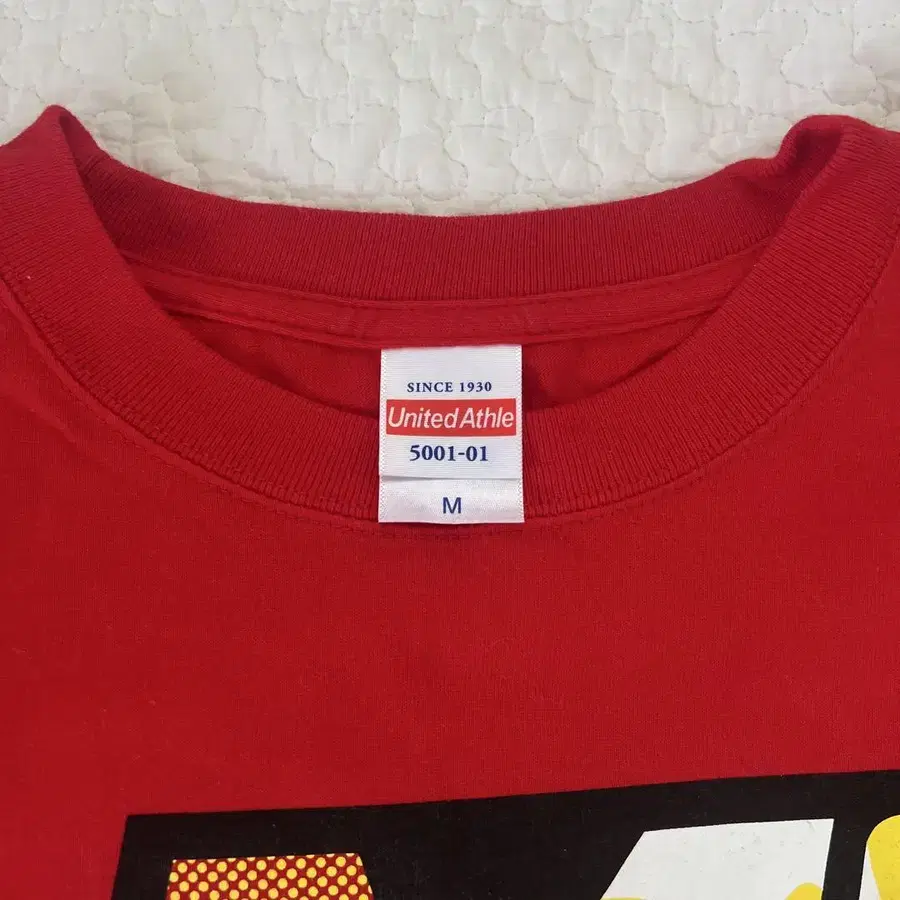 SINCE 1930
United Athle
5001-01
M